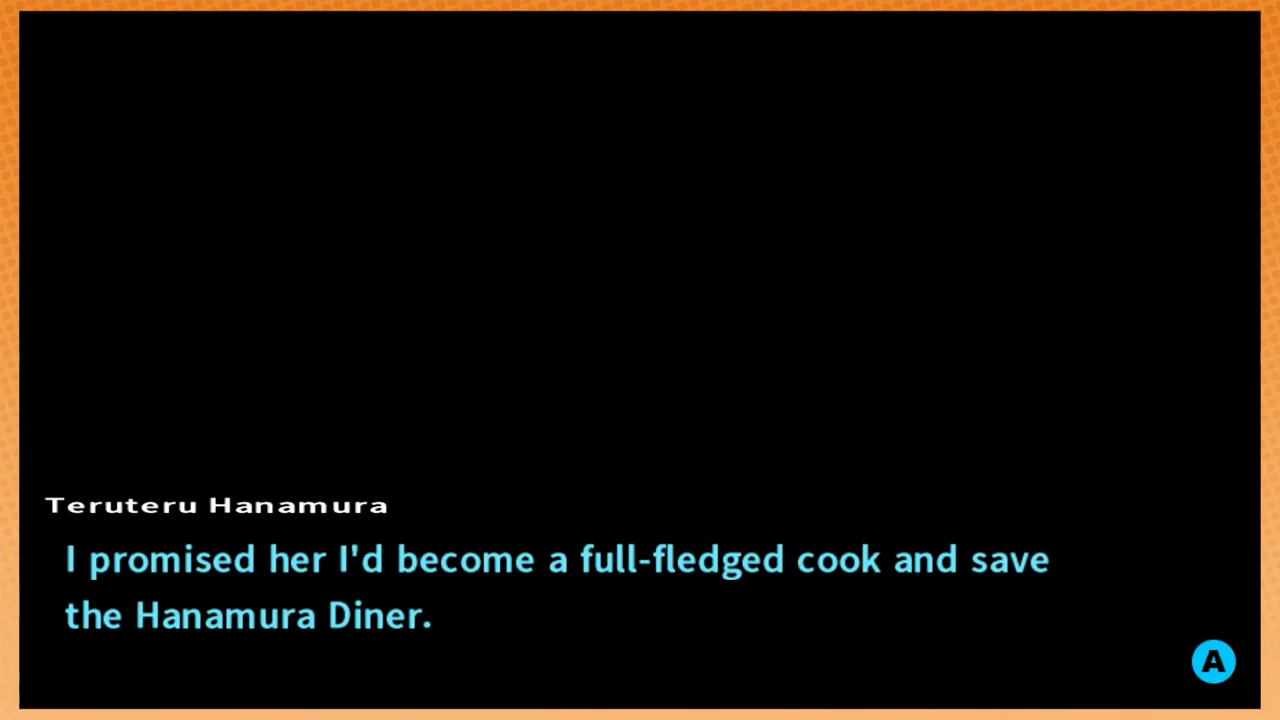 Teruteru Hanamura
I promised her I'd become a full-fledged cook and save
the Hanamura Diner.
A